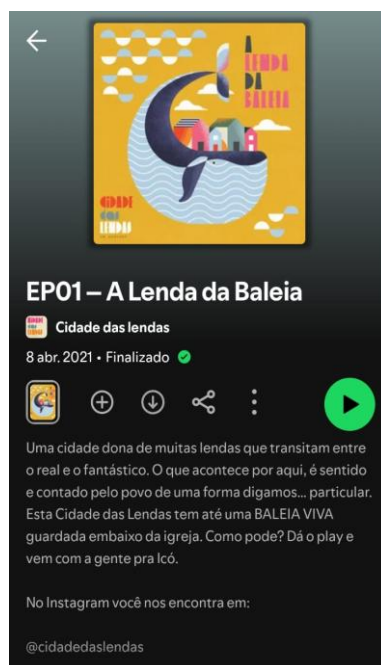 A
LENDA
DA
BALEIA
CIDADE
DAS
LENDAS
EP01 – A Lenda da Baleia
Cidade das lendas
8 abr. 2021 • Finalizado
Uma cidade dona de muitas lendas que transitam entre
o real e o fantástico. O que acontece por aqui, é sentido
e contado pelo povo de uma forma digamos... particular.
Esta Cidade das Lendas tem até uma BALEIA VIVA
guardada embaixo da igreja. Como pode? Dá o play e
vem com a gente pra Icó.
No Instagram você nos encontra em:
@cidadedaslendas